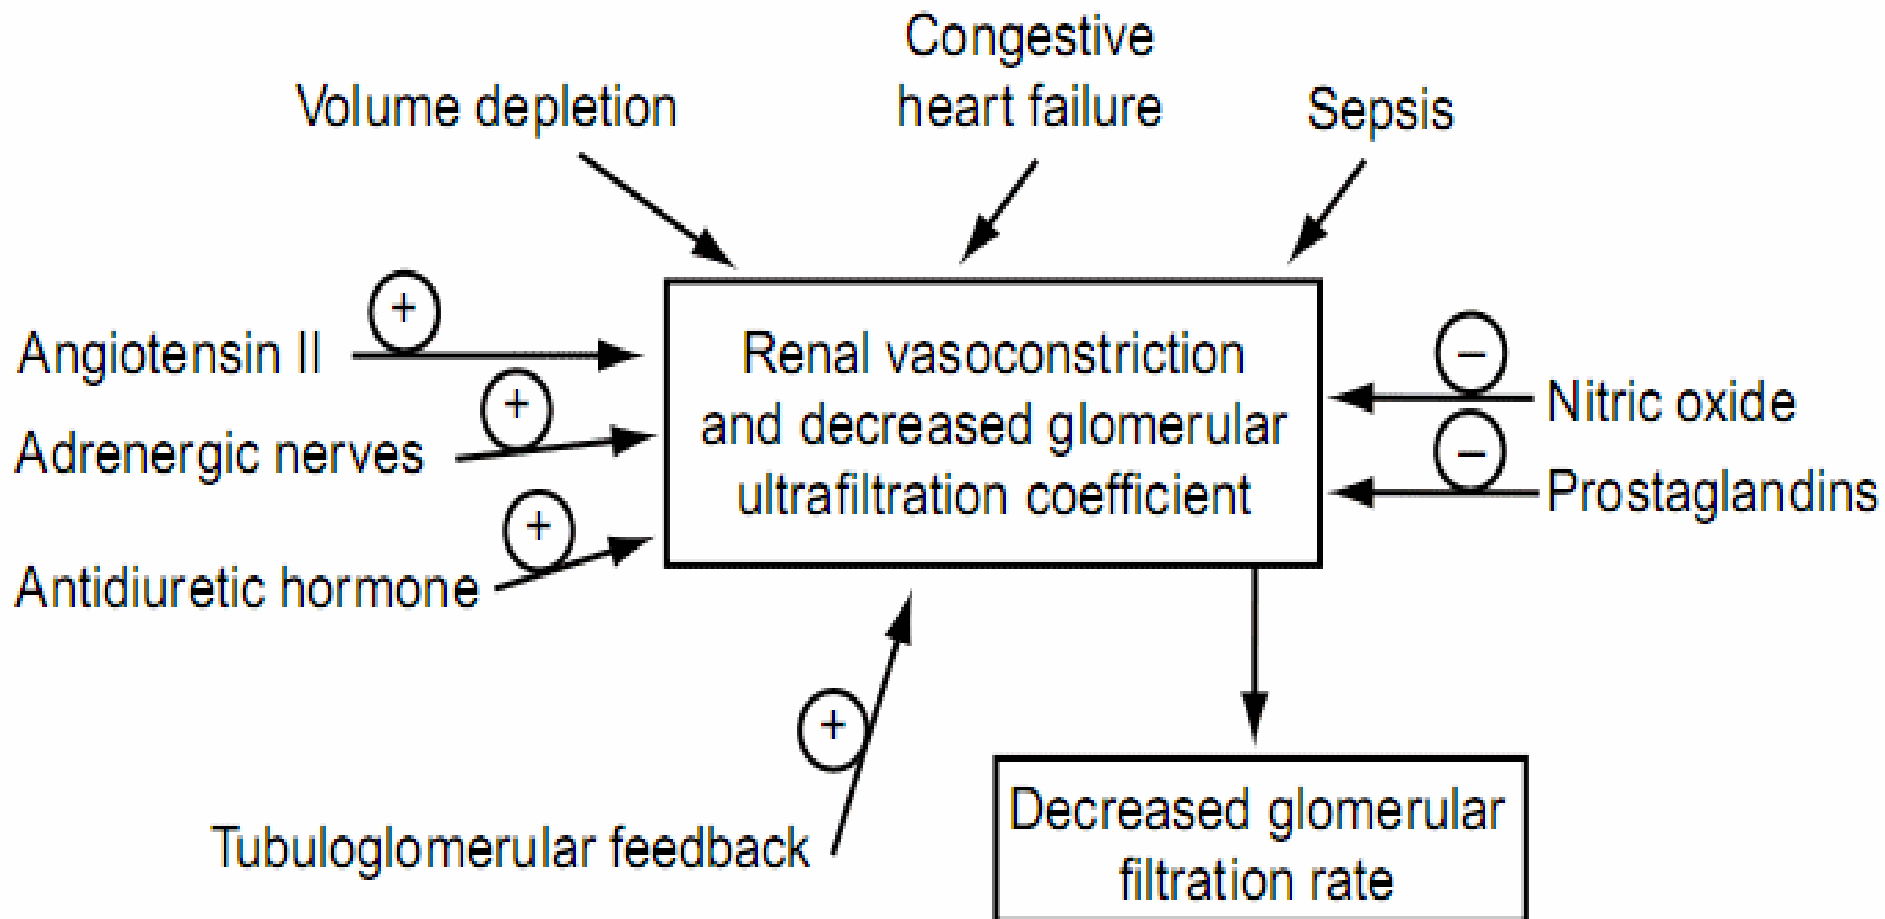 Congestive
heart failure
Volume depletion
Sepsis
+
Angiotensin II
+
Adrenergic nerves
+
Antidiuretic hormone
Renal vasoconstriction
and decreased glomerular
ultrafiltration coefficient
−
Nitric oxide
−
Prostaglandins
+
Tubuloglomerular feedback
Decreased glomerular
filtration rate